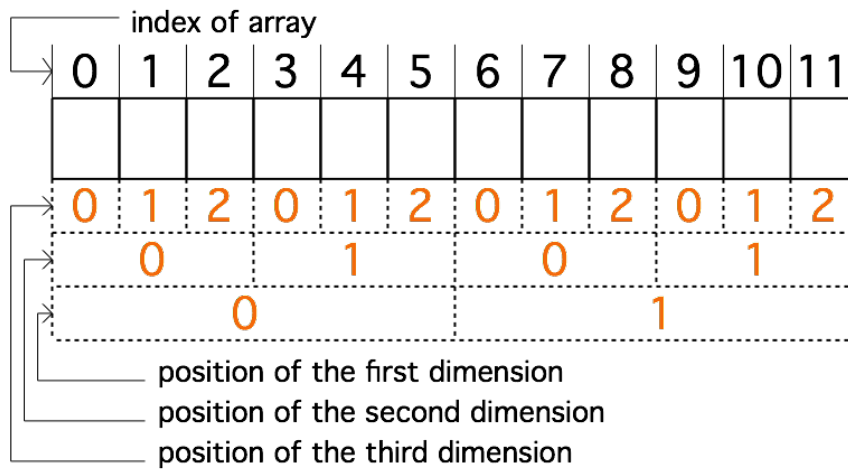 index of array
0 1 2 3 4 5 6 7 8 9 10 11
0 1 2 0 1 2 0 1 2 0 1 2
0 1 0 1
0 1
position of the first dimension
position of the second dimension
position of the third dimension